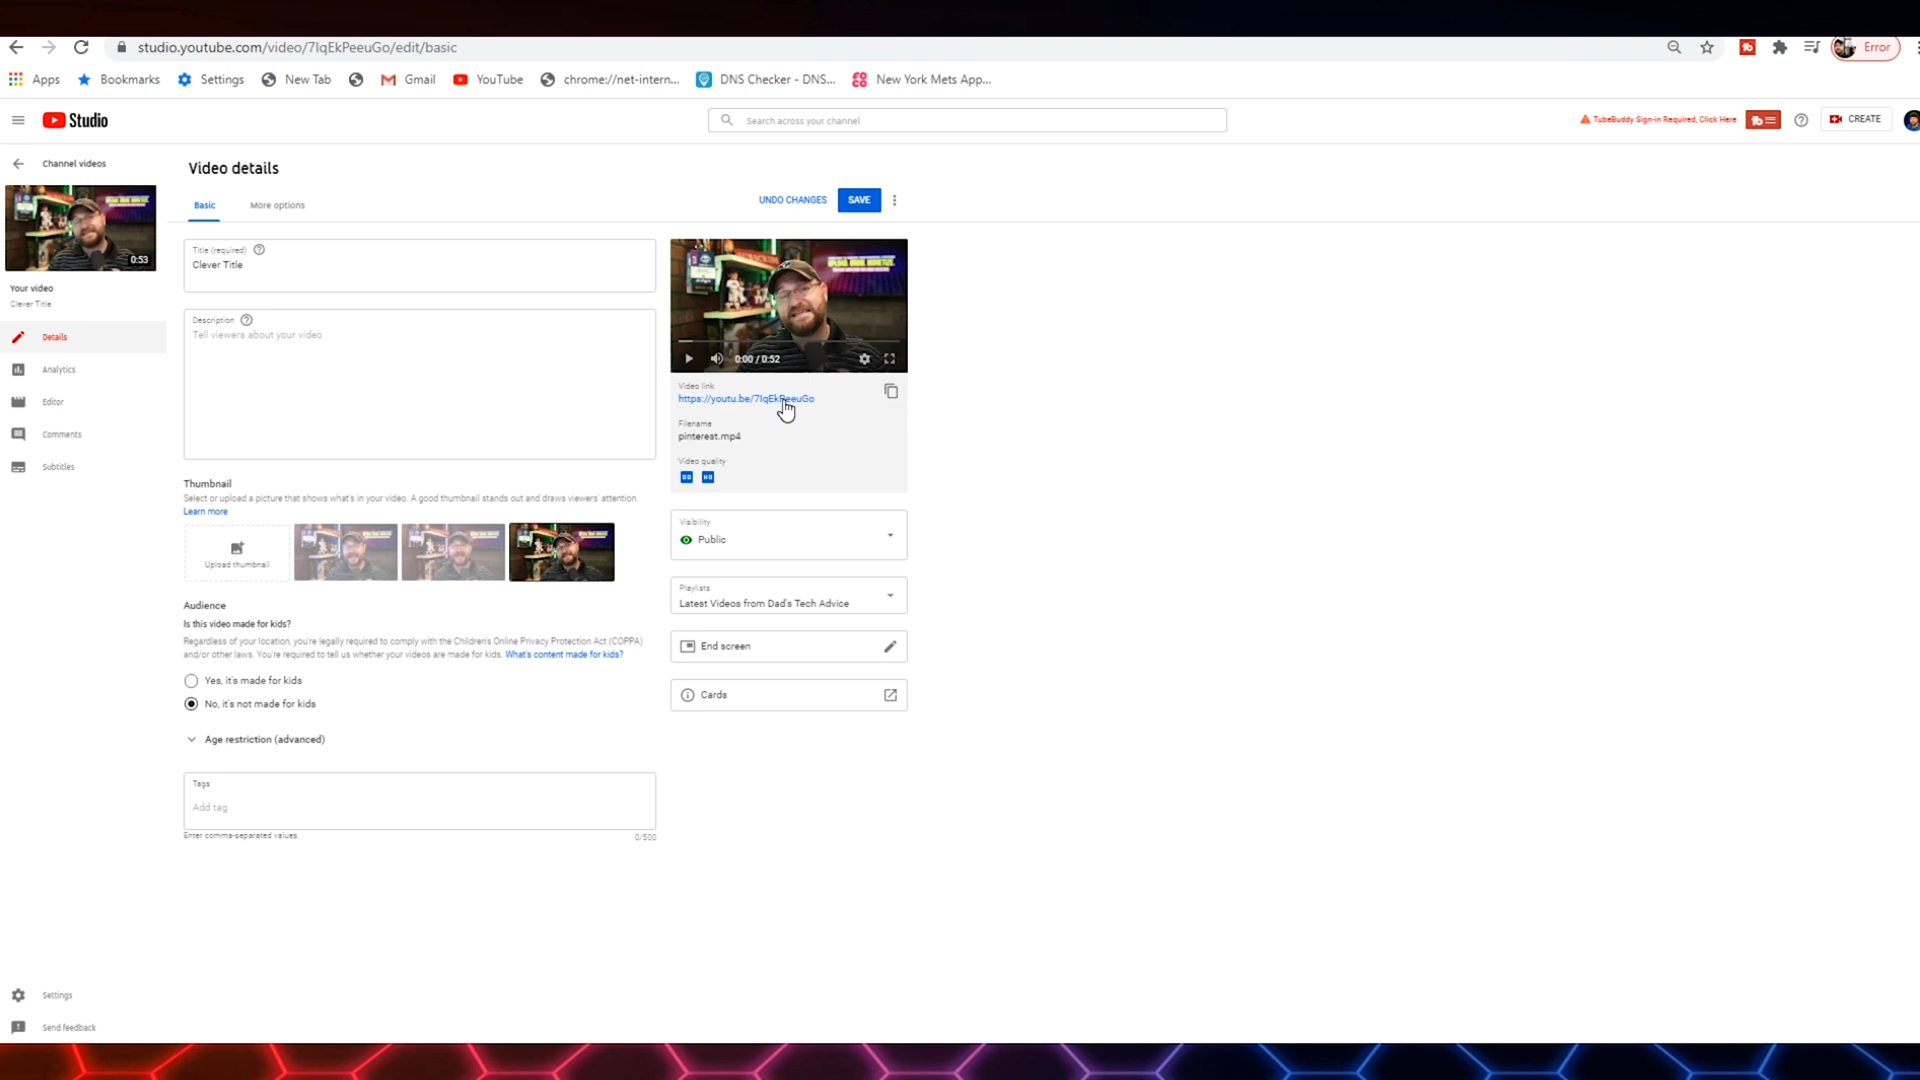 studio.youtube.com/video/7IqEkPeeuGo/edit/basic
Error
Apps
Bookmarks
Settings
New Tab
Gmail
YouTube
chrome://net-intern...
DNS Checker - DNS...
New York Mets App...
Studio
Search across your channel
TubeBuddy Sign-in Required, Click Here
CREATE
Channel videos
0:53
Your video
Clever Title
Details
Analytics
Editor
Comments
Subtitles
Settings
Send feedback
Video details
Basic
More options
UNDO CHANGES
SAVE
Title (required)
Clever Title
Description
Tell viewers about your video
Thumbnail
Select or upload a picture that shows what's in your video. A good thumbnail stands out and draws viewers' attention.
Learn more
Upload thumbnail
Audience
Is this video made for kids?
Regardless of your location, you're legally required to comply with the Children's Online Privacy Protection Act (COPPA)
and/or other laws. You're required to tell us whether your videos are made for kids. What's content made for kids?
Yes, it's made for kids
No, it's not made for kids
Age restriction (advanced)
Tags
Add tag
Enter comma-separated values
0/500
0:00 / 0:52
Video link
https://youtu.be/7IqEkPeeuGo
Filename
pinterest.mp4
Video quality
SD HD
Visibility
Public
Playlists
Latest Videos from Dad's Tech Advice
End screen
Cards